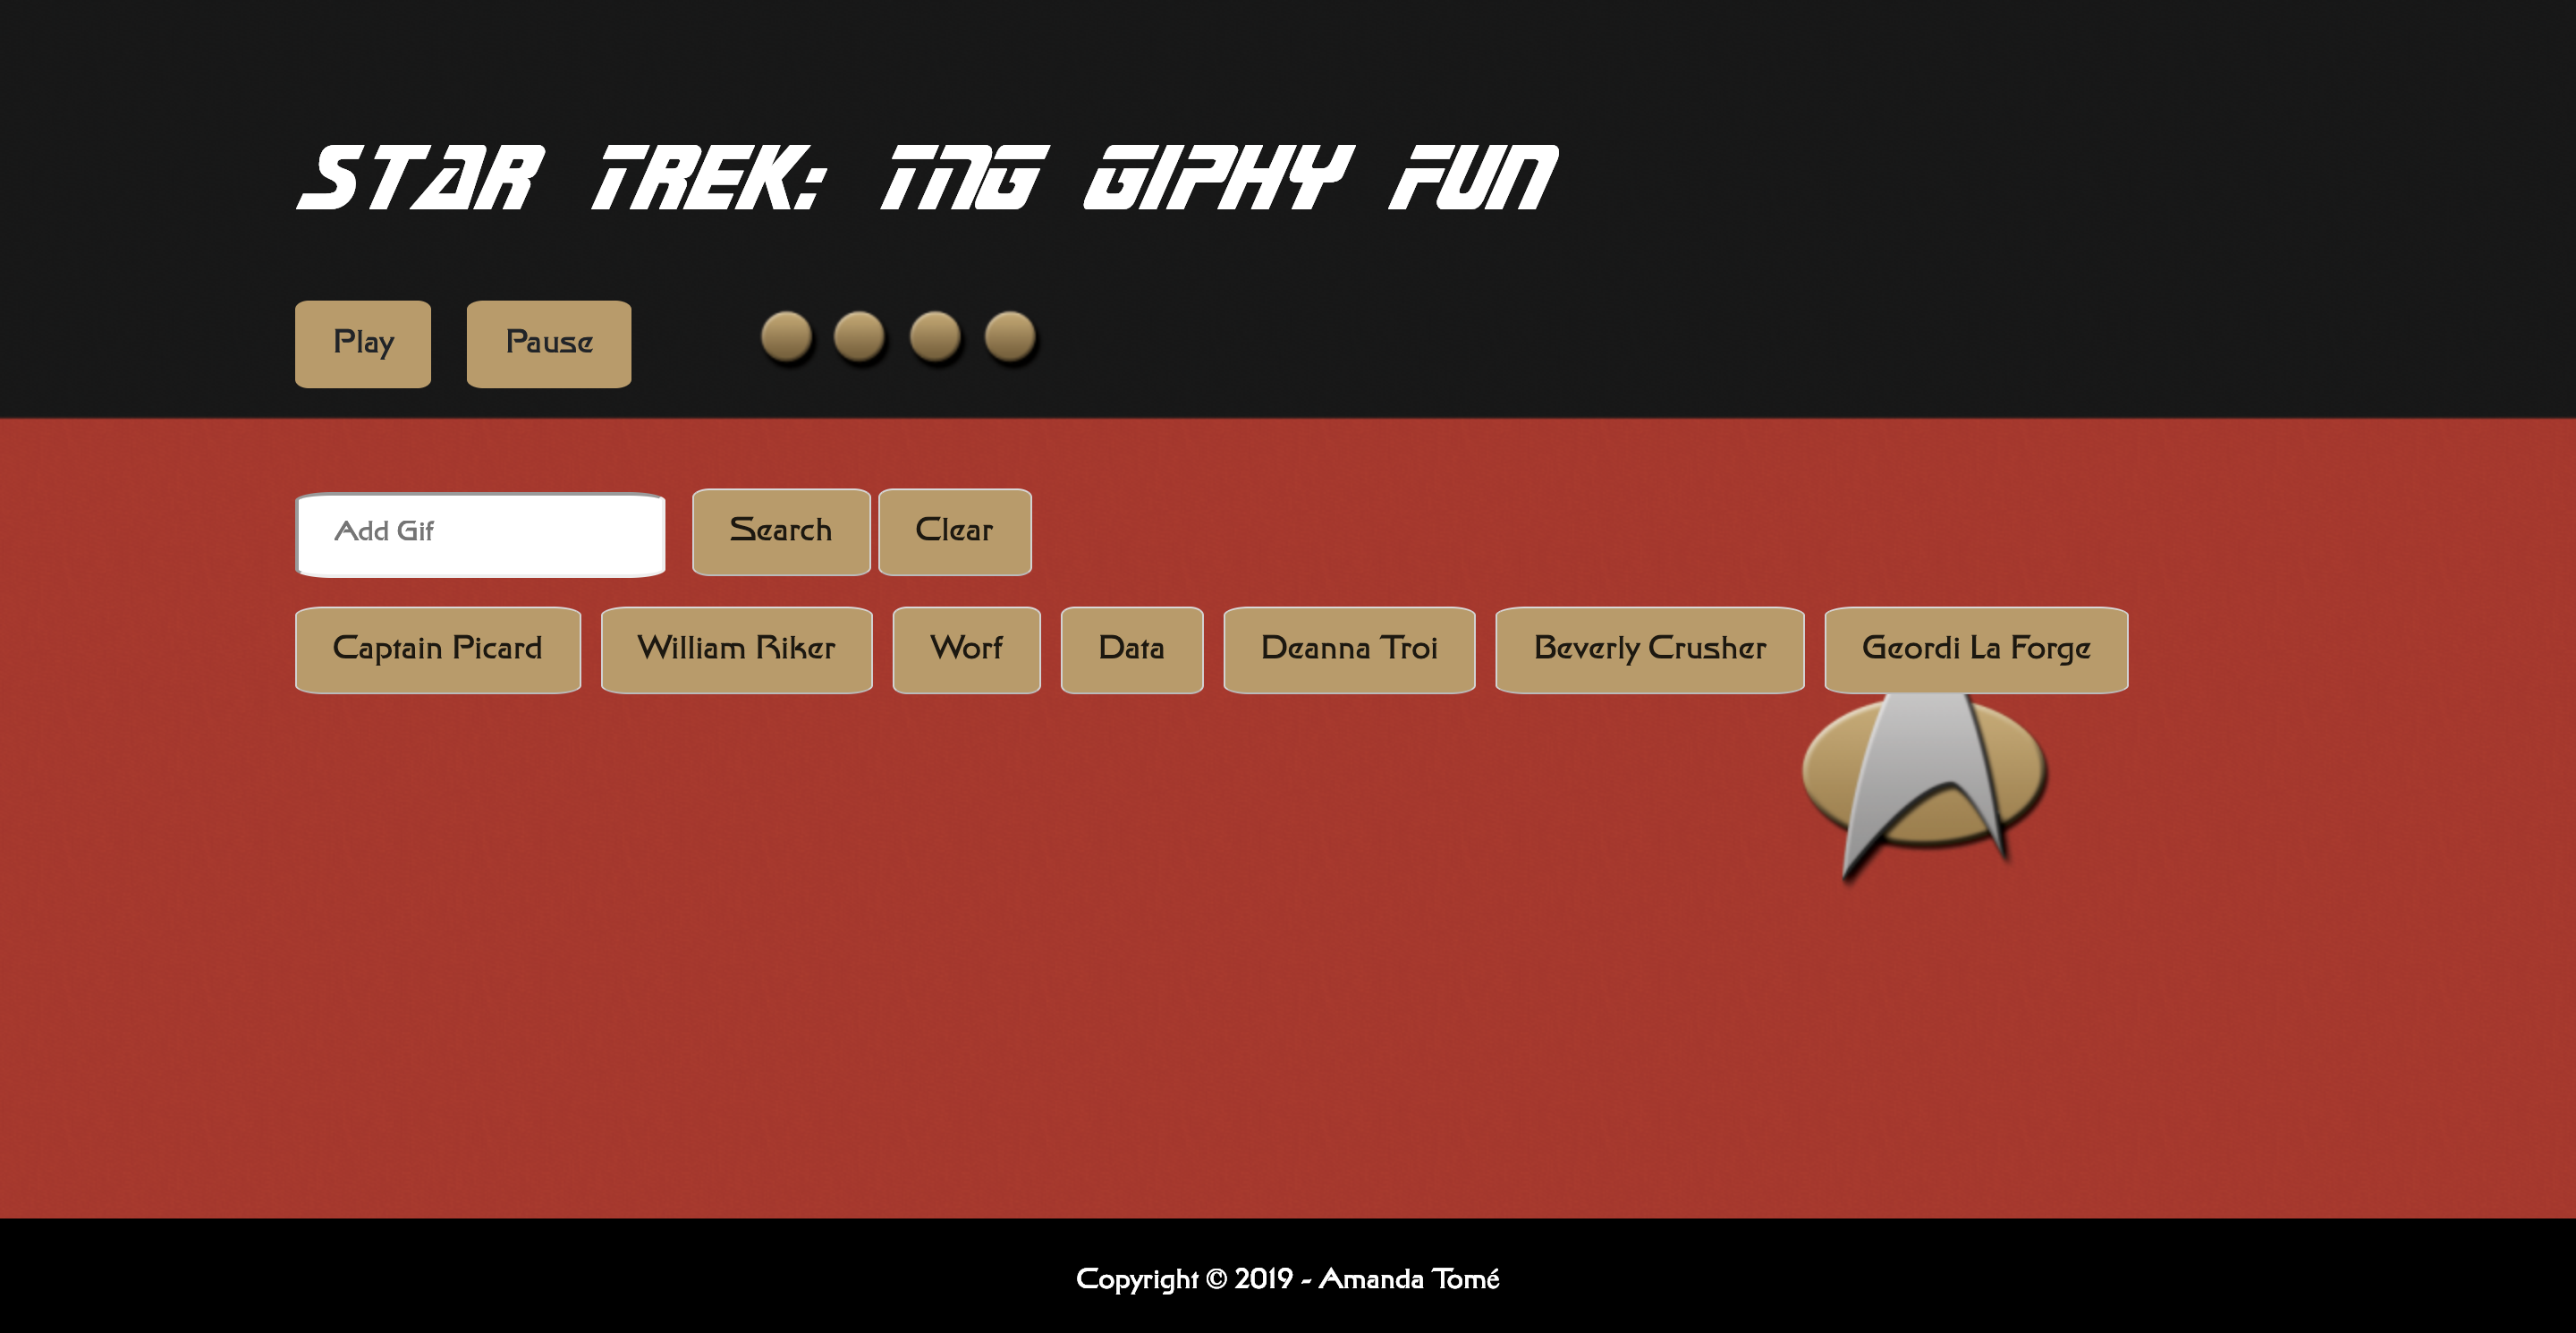 STAR TREK: TNG GIPHY FUN
Play Pause
Add Gif Search Clear
Captain Picard William Riker Worf Data Deanna Troi Beverly Crusher Geordi La Forge
Copyright © 2019 - Amanda Tomé